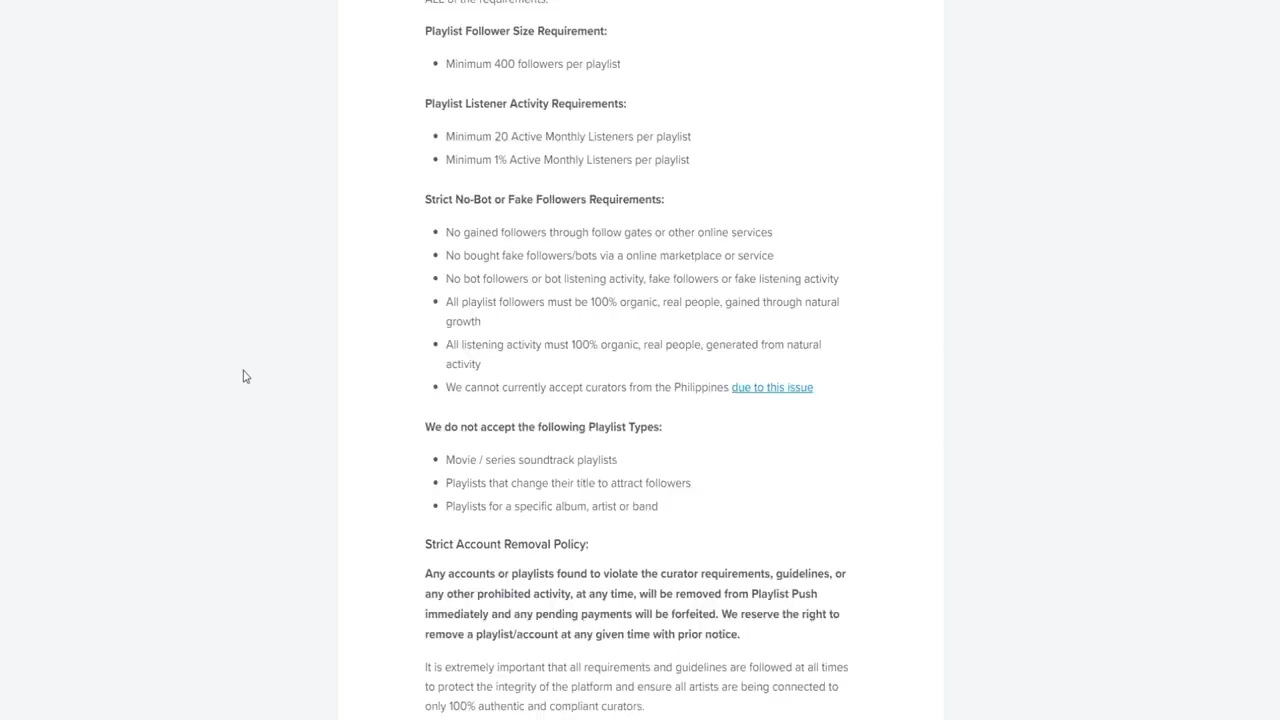 ALL of the requirements.
Playlist Follower Size Requirement:
Minimum 400 followers per playlist
Playlist Listener Activity Requirements:
Minimum 20 Active Monthly Listeners per playlist
Minimum 1% Active Monthly Listeners per playlist
Strict No-Bot or Fake Followers Requirements:
No gained followers through follow gates or other online services
No bought fake followers/bots via a online marketplace or service
No bot followers or bot listening activity, fake followers or fake listening activity
All playlist followers must be 100% organic, real people, gained through natural
growth
All listening activity must 100% organic, real people, generated from natural
activity
We cannot currently accept curators from the Philippines due to this issue
We do not accept the following Playlist Types:
Movie / series soundtrack playlists
Playlists that change their title to attract followers
Playlists for a specific album, artist or band
Strict Account Removal Policy:
Any accounts or playlists found to violate the curator requirements, guidelines, or
any other prohibited activity, at any time, will be removed from Playlist Push
immediately and any pending payments will be forfeited. We reserve the right to
remove a playlist/account at any given time with prior notice.
It is extremely important that all requirements and guidelines are followed at all times
to protect the integrity of the platform and ensure all artists are being connected to
only 100% authentic and compliant curators.